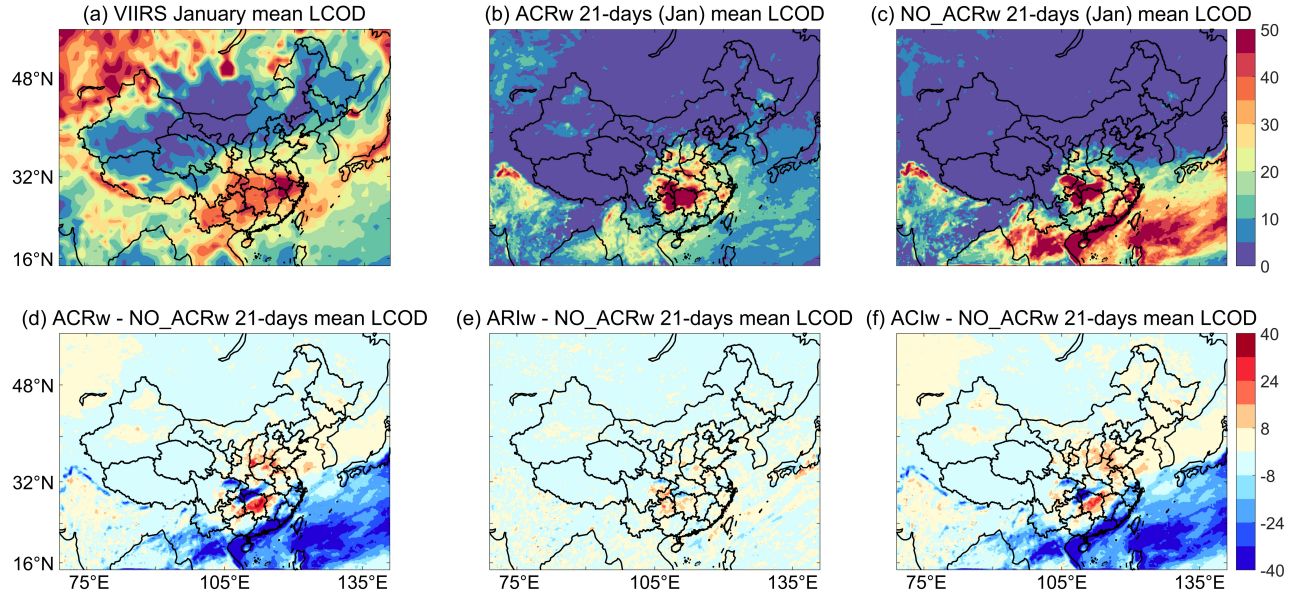 (a) VIIRS January mean LCOD
(b) ACRw 21-days (Jan) mean LCOD
(c) NO_ACRw 21-days (Jan) mean LCOD
48°N
32°N
16°N
50
40
30
20
10
0
(d) ACRw - NO_ACRw 21-days mean LCOD
(e) ARIw - NO_ACRw 21-days mean LCOD
(f) ACIw - NO_ACRw 21-days mean LCOD
48°N
32°N
16°N
75°E
105°E
135°E
75°E
105°E
135°E
75°E
105°E
135°E
40
24
8
-8
-24
-40